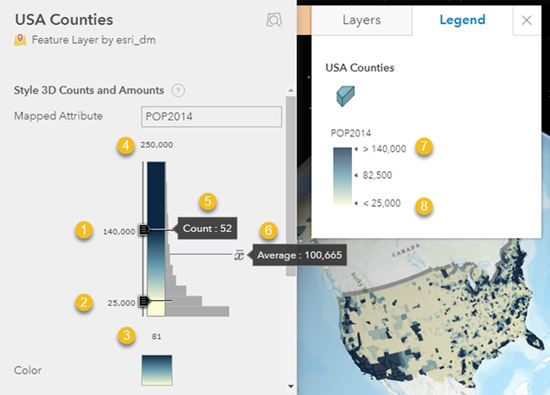 USA Counties
Feature Layer by esri_dm
Style 3D Counts and Amounts ?
Mapped Attribute POP2014
4 250,000
5
Count : 52
1 140,000
6
x̄ Average : 100,665
2 25,000
3 81
Color
Layers Legend
USA Counties
POP2014
> 140,000 7
82,500
< 25,000 8
CANADA